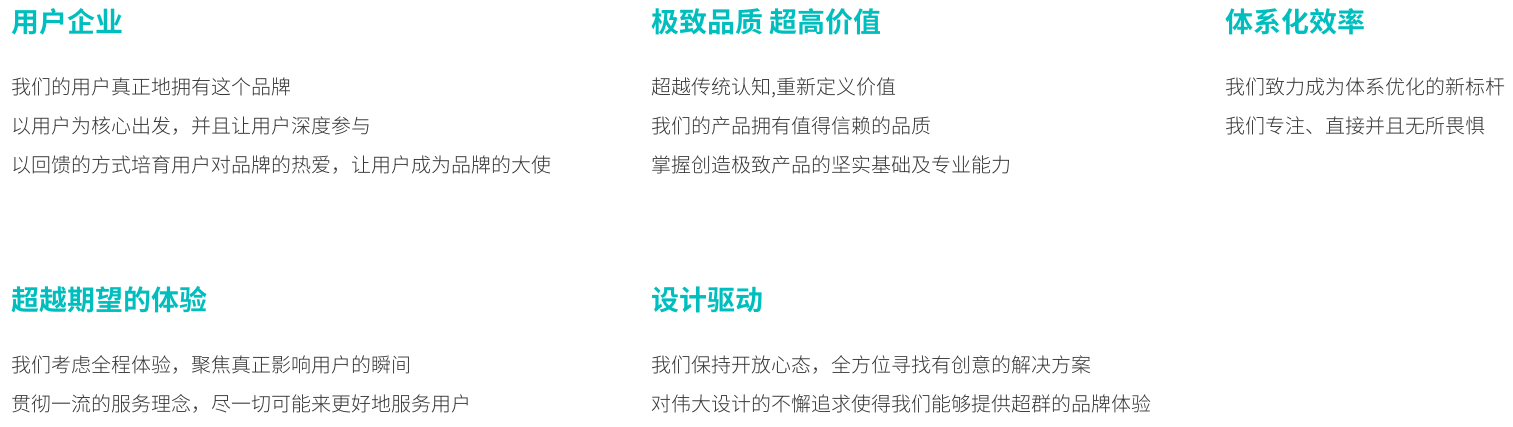 用户企业
我们的用户真正地拥有这个品牌
以用户为核心出发，并且让用户深度参与
以回馈的方式培育用户对品牌的热爱，让用户成为品牌的大使
极致品质 超高价值
超越传统认知,重新定义价值
我们的产品拥有值得信赖的品质
掌握创造极致产品的坚实基础及专业能力
体系化效率
我们致力成为体系优化的新标杆
我们专注、直接并且无所畏惧
超越期望的体验
我们考虑全程体验，聚焦真正影响用户的瞬间
贯彻一流的服务理念，尽一切可能来更好地服务用户
设计驱动
我们保持开放心态，全方位寻找有创意的解决方案
对伟大设计的不懈追求使得我们能够提供超群的品牌体验